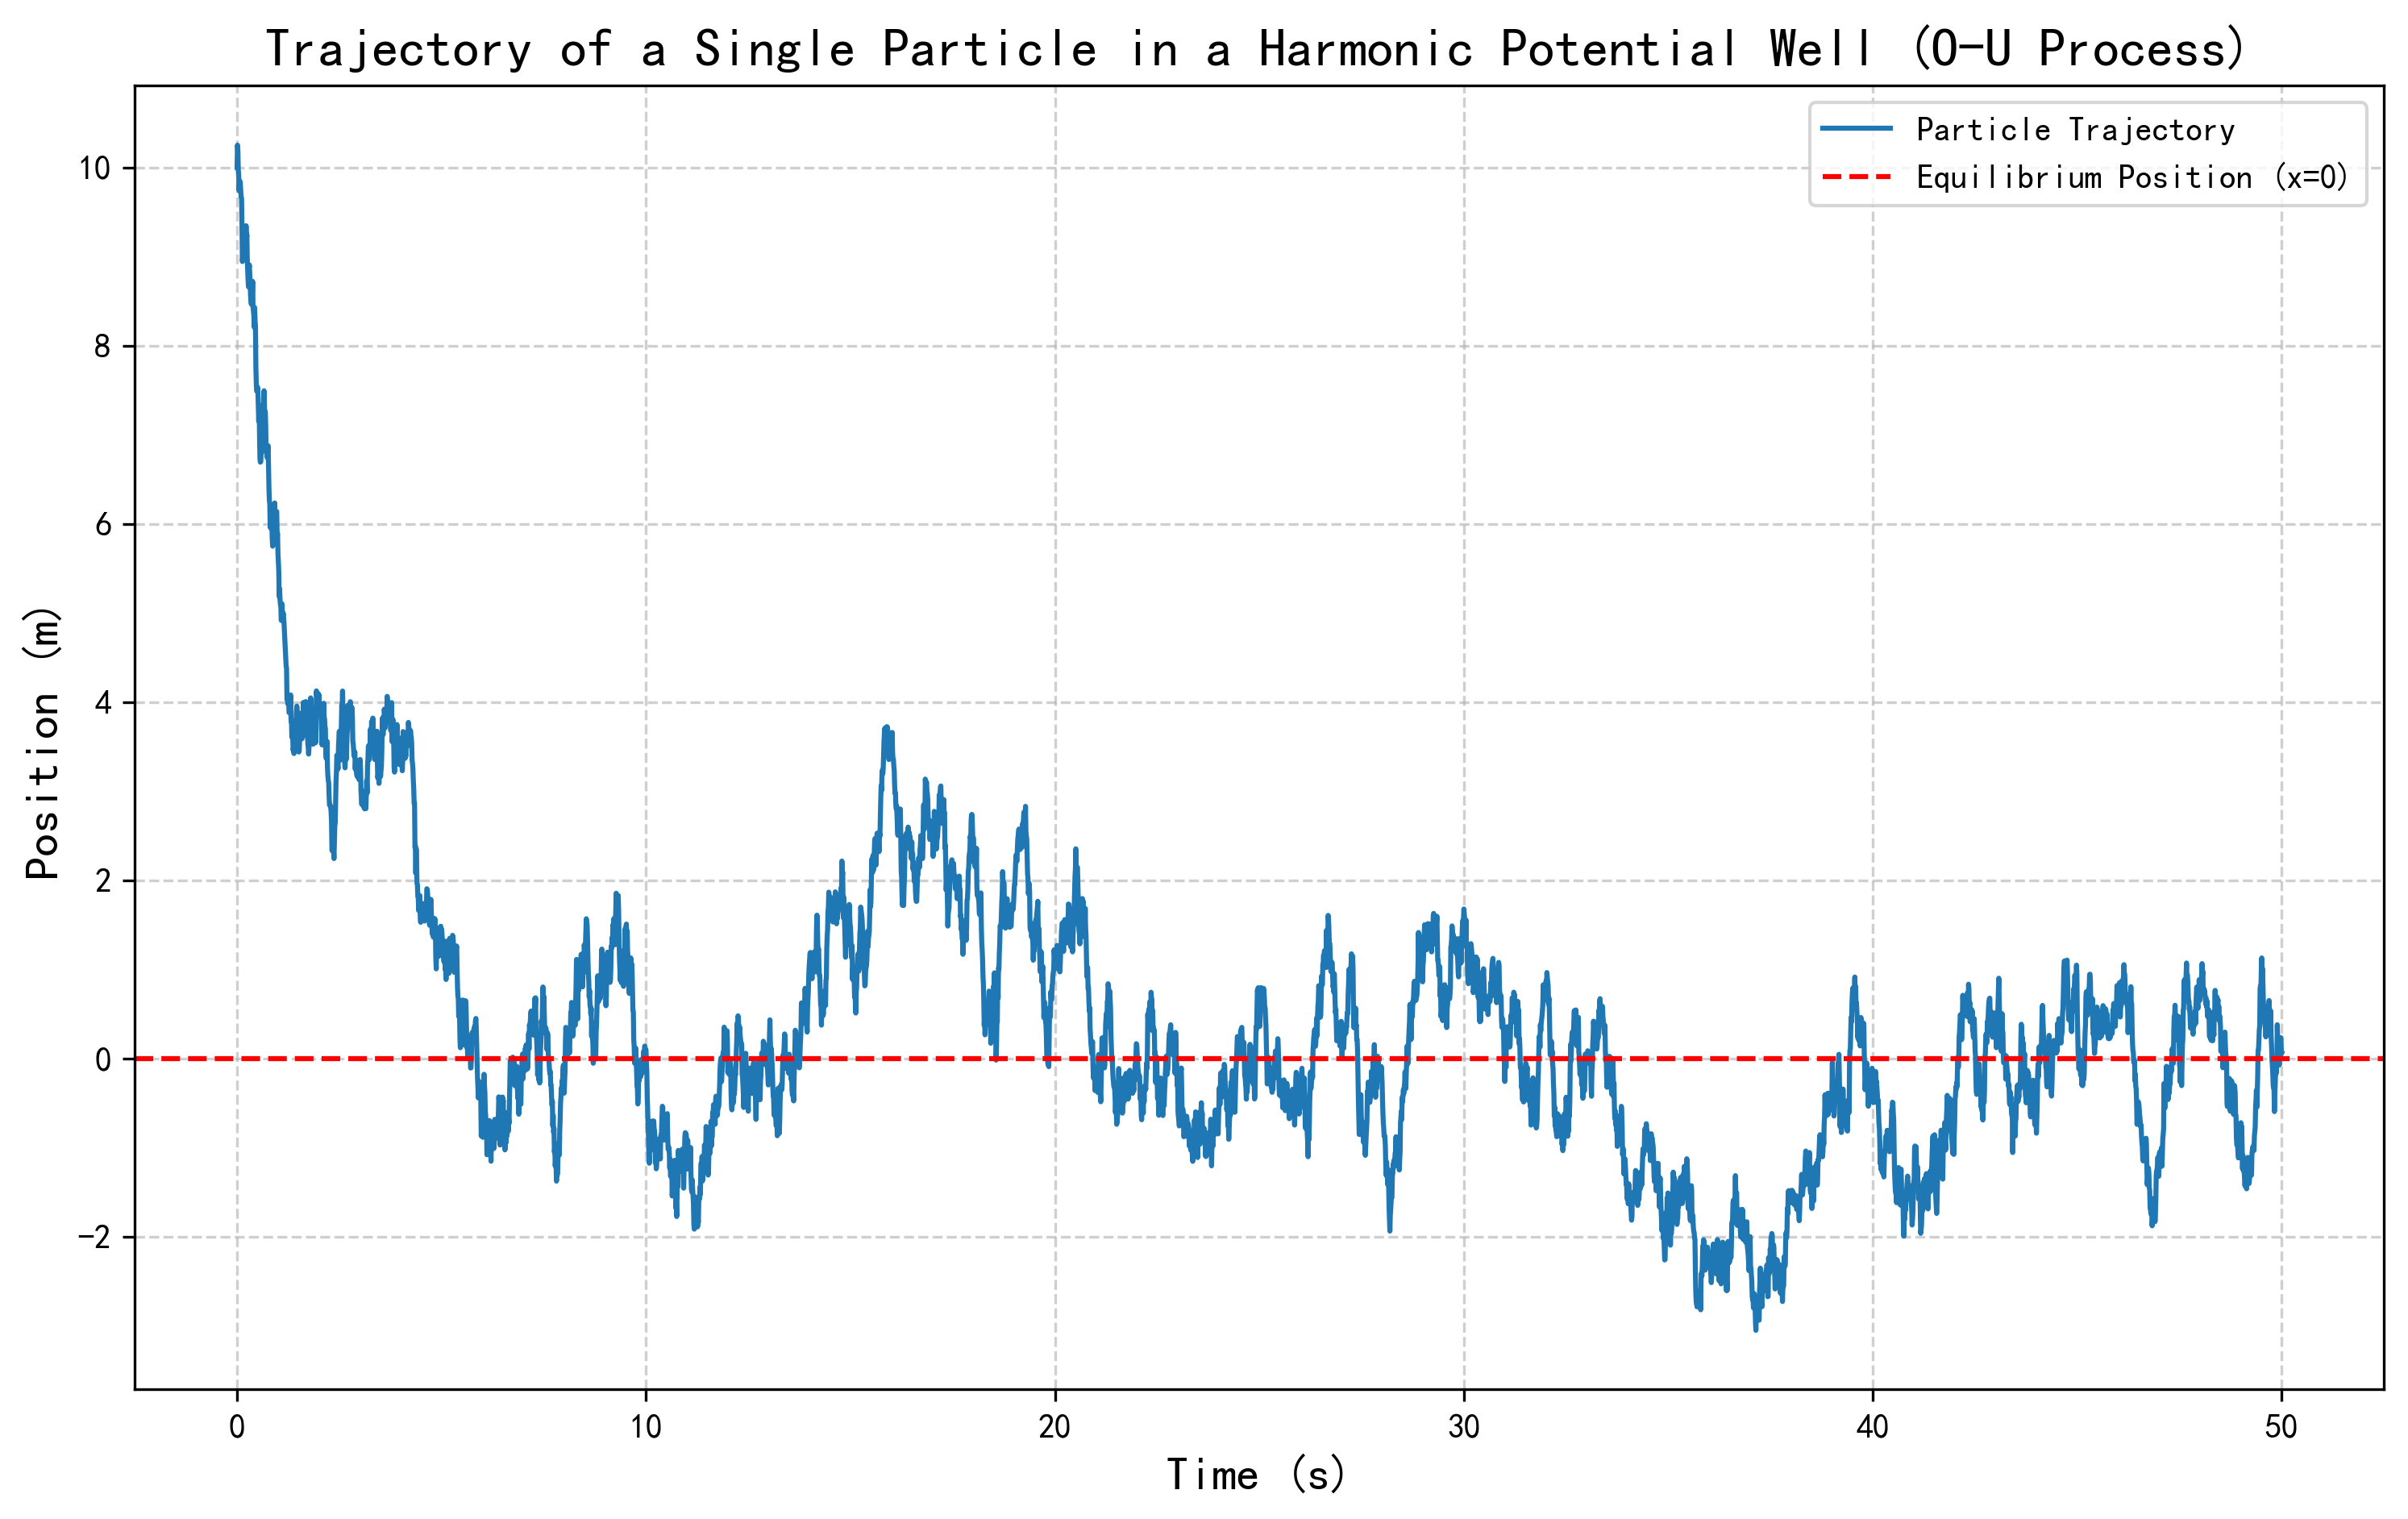 Trajectory of a Single Particle in a Harmonic Potential Well (O-U Process)
Particle Trajectory
Equilibrium Position (x=0)
Position (m)
10
8
6
4
2
0
-2
0 10 20 30 40 50
Time (s)